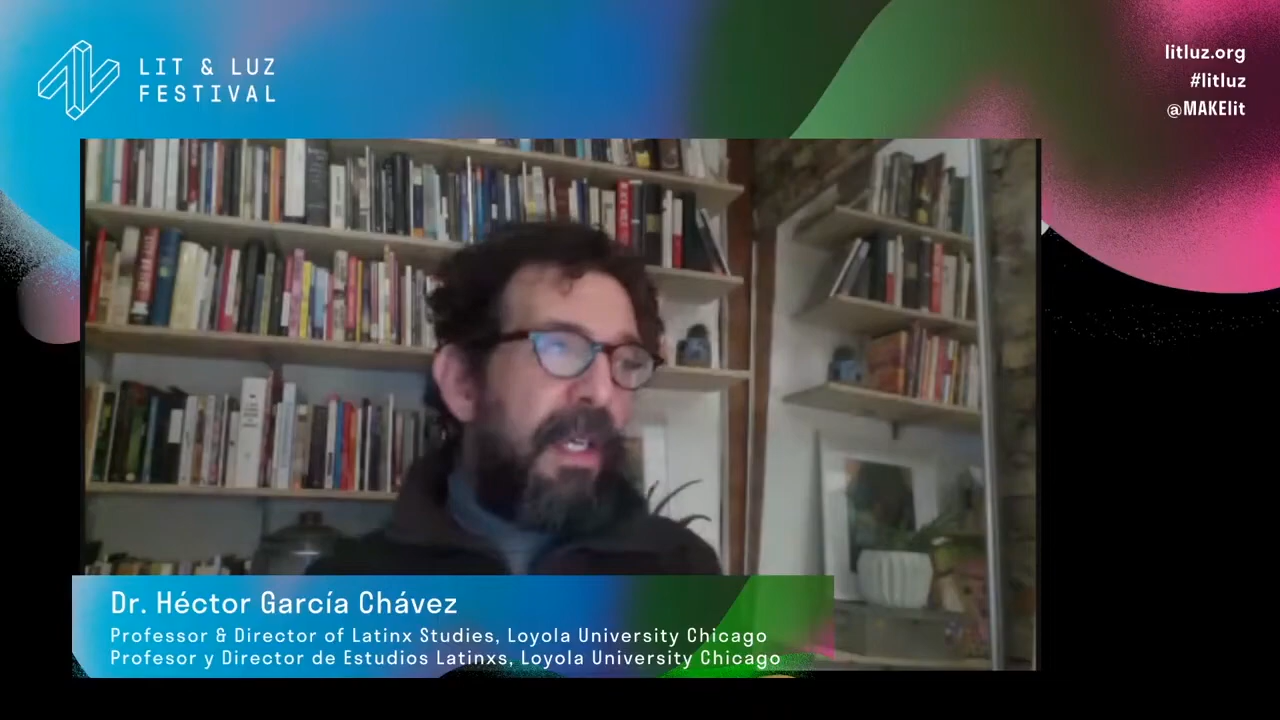 LIT & LUZ
FESTIVAL
litluz.org
#litluz
@MAKElit
Dr. Héctor García Chávez
Professor & Director of Latinx Studies, Loyola University Chicago
Profesor y Director de Estudios Latinxs, Loyola University Chicago